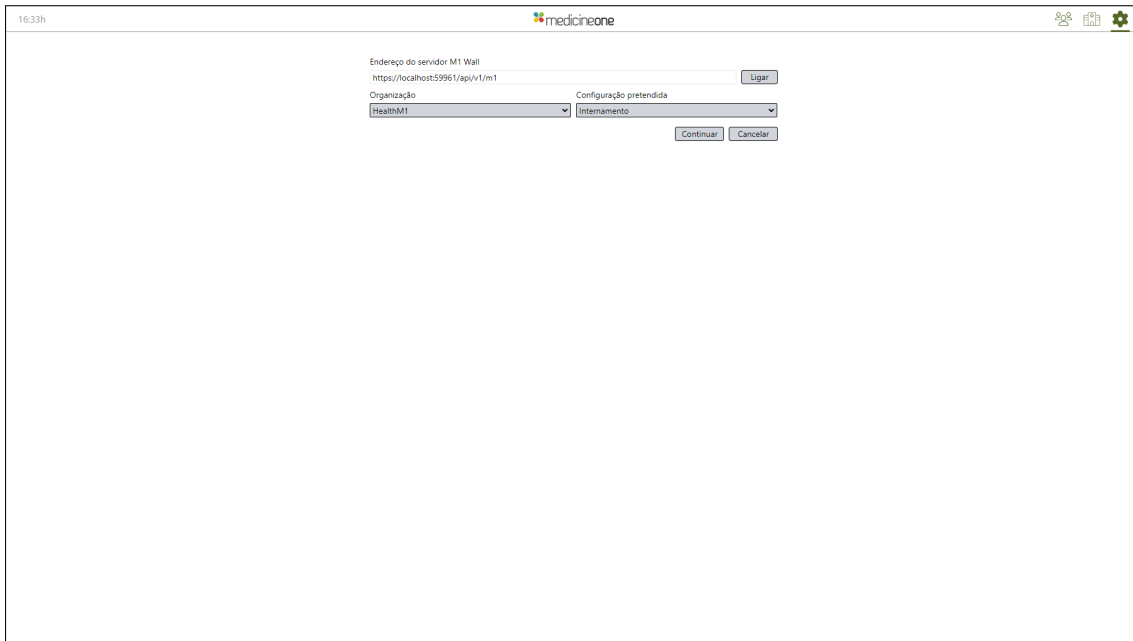 16:33h
medicineone
Endereço do servidor M1 Wall
https://localhost:59961/api/v1/m1
Ligar
Organização
Configuração pretendida
HealthM1
Internamento
Continuar
Cancelar